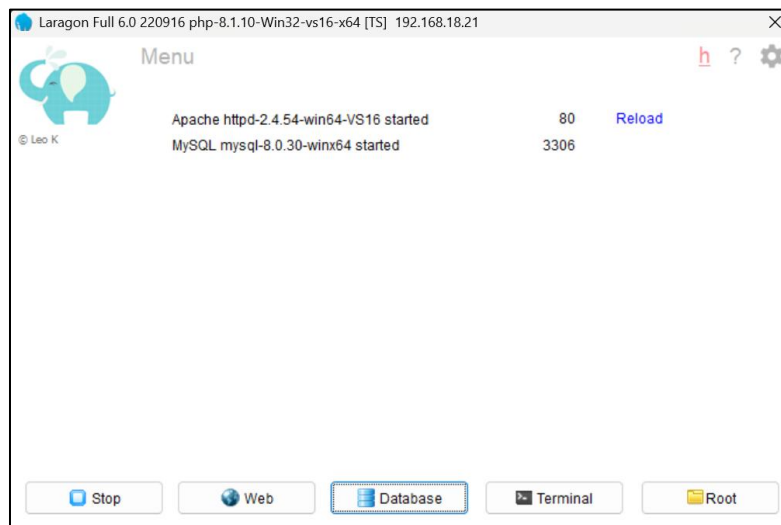 Laragon Full 6.0 220916 php-8.1.10-Win32-vs16-x64 [TS] 192.168.18.21
Menu
h ?
© Leo K
Apache httpd-2.4.54-win64-VS16 started 80 Reload
MySQL mysql-8.0.30-winx64 started 3306
Stop Web Database Terminal Root